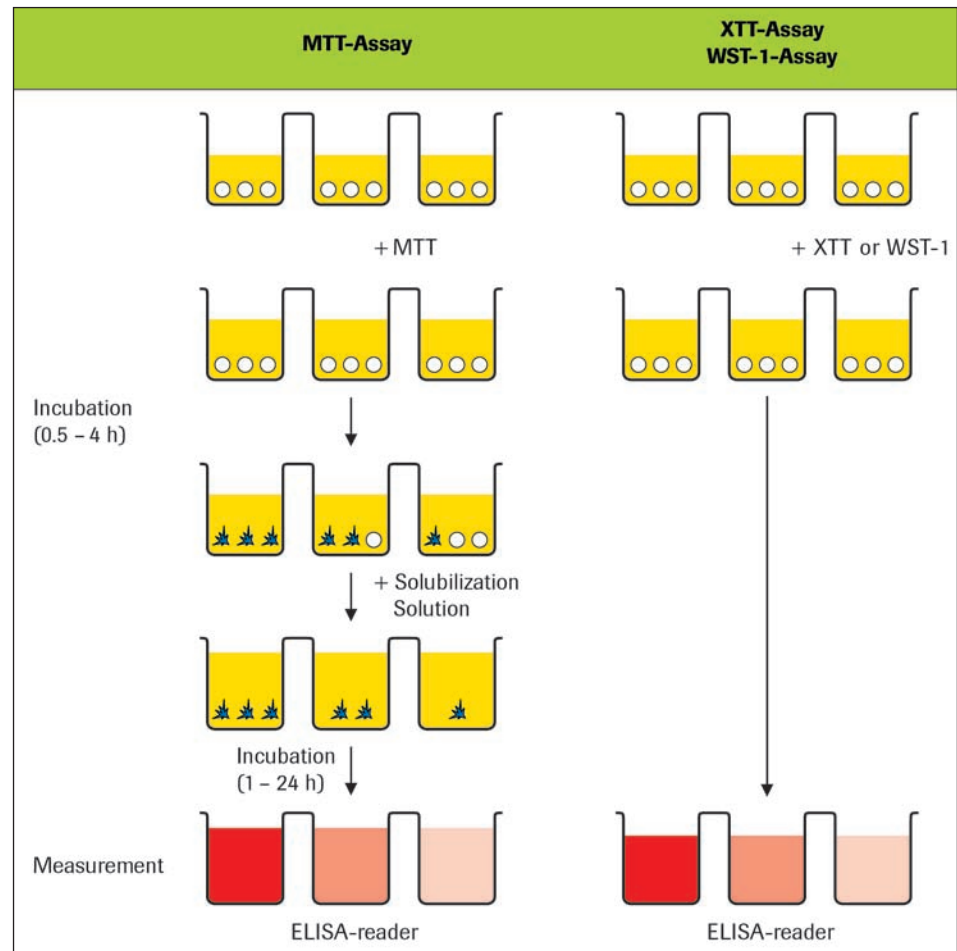 MTT-Assay
XTT-Assay
WST-1-Assay
+ MTT
+ XTT or WST-1
Incubation
(0.5 – 4 h)
+ Solubilization
Solution
Incubation
(1 – 24 h)
Measurement
ELISA-reader
ELISA-reader